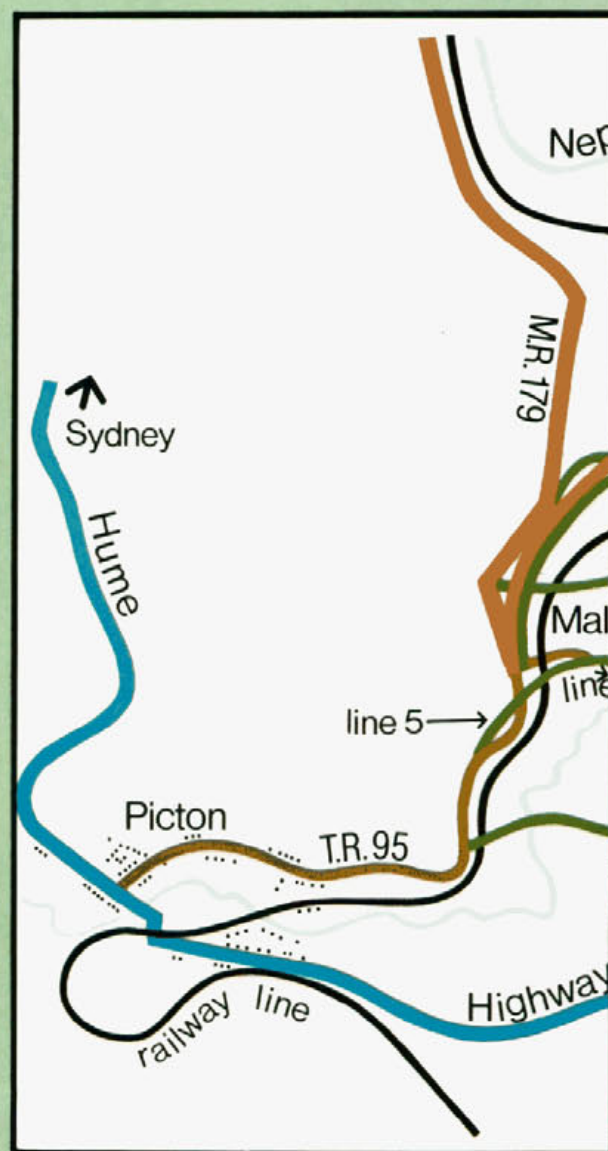 M.R. 179
Sydney
Hume
line 5
Picton
T.R. 95
Highway
railway line